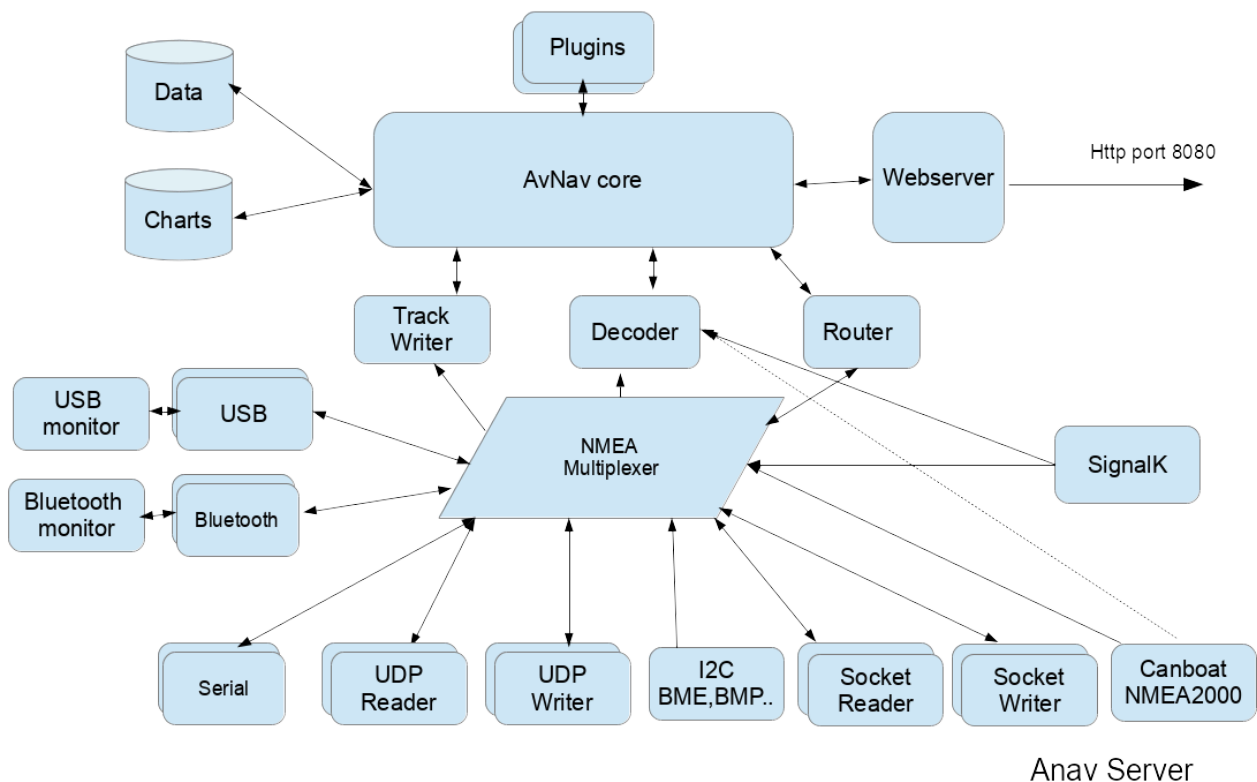 Plugins
Data
Http port 8080
AvNav core
Webserver
Charts
Track
Writer
Decoder
Router
USB
monitor
USB
NMEA
Multiplexer
SignalK
Bluetooth
monitor
Bluetooth
Serial
UDP
Reader
UDP
Writer
I2C
BME,BMP..
Socket
Reader
Socket
Writer
Canboat
NMEA2000
Anav Server